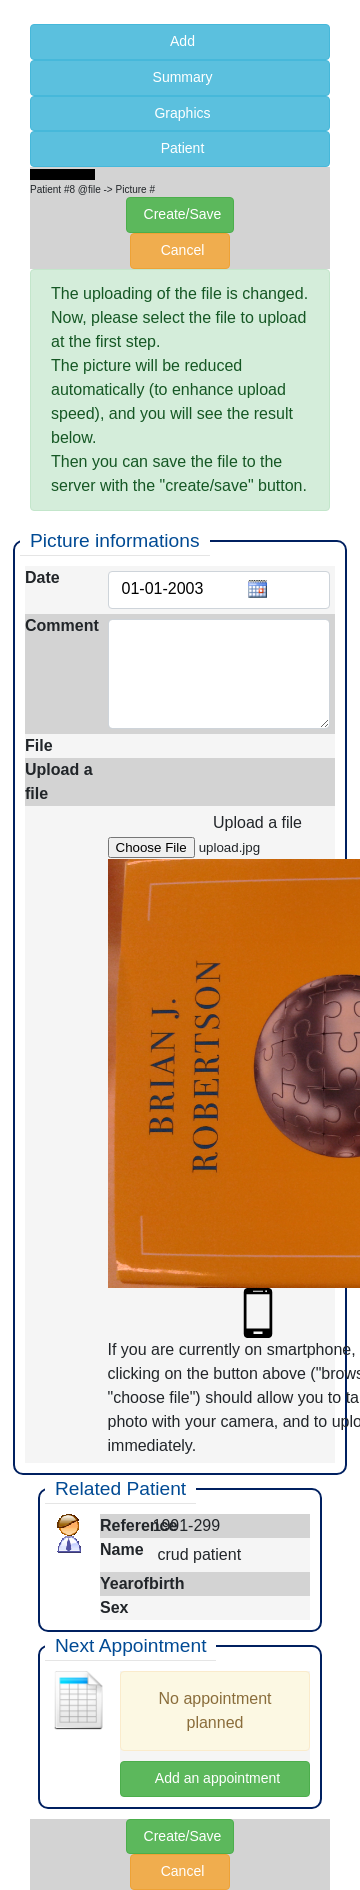 Add
Summary
Graphics
Patient
Patient #8 @file -> Picture #
Create/Save
Cancel
The uploading of the file is changed.
Now, please select the file to upload
at the first step.
The picture will be reduced
automatically (to enhance upload
speed), and you will see the result
below.
Then you can save the file to the
server with the "create/save" button.
Picture informations
Date
01-01-2003
Comment
File
Upload a
file
Upload a file
Choose File upload.jpg
BRIAN J.
ROBERTSON
If you are currently on smartphone,
clicking on the button above ("brows
"choose file") should allow you to ta
photo with your camera, and to uplo
immediately.
Related Patient
Reference 1991-299
Name crud patient
Yearofbirth
Sex
Next Appointment
No appointment
planned
Add an appointment
Create/Save
Cancel